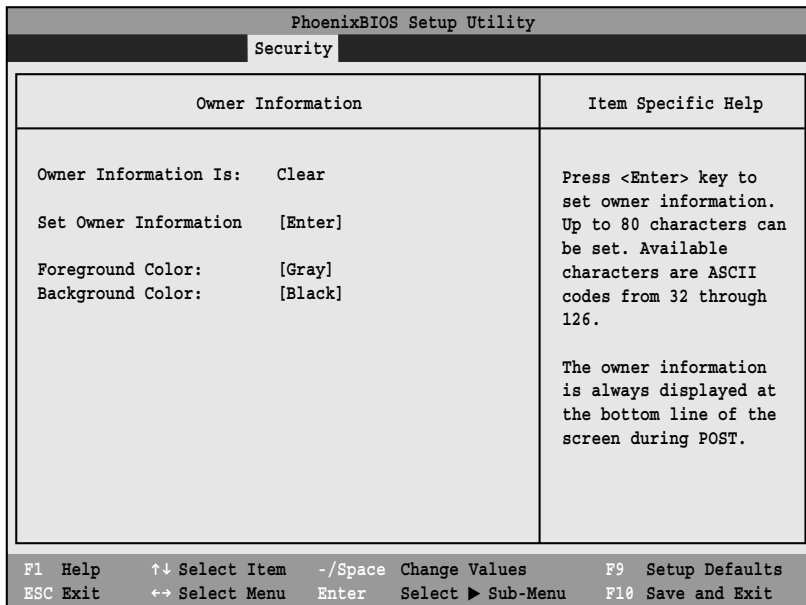 PhoenixBIOS Setup Utility
Security
Owner Information
Item Specific Help
Owner Information Is: Clear
Set Owner Information [Enter]
Foreground Color: [Gray]
Background Color: [Black]
Press <Enter> key to
set owner information.
Up to 80 characters can
be set. Available
characters are ASCII
codes from 32 through
126.
The owner information
is always displayed at
the bottom line of the
screen during POST.
F1 Help ↑↓ Select Item -/Space Change Values F9 Setup Defaults
ESC Exit ←→ Select Menu Enter Select ▶ Sub-Menu F10 Save and Exit